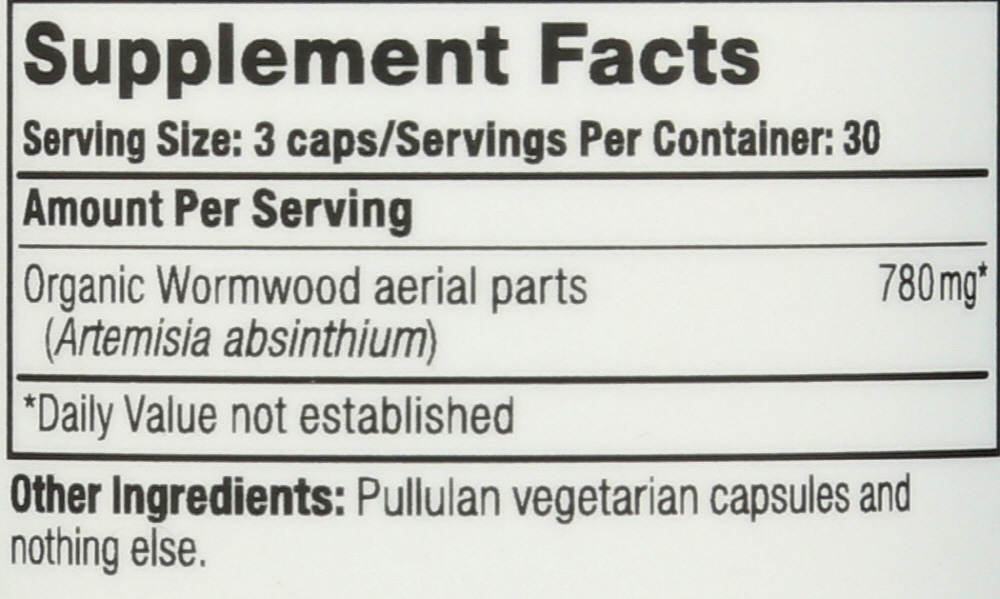 Supplement Facts
Serving Size: 3 caps/Servings Per Container: 30
Amount Per Serving
Organic Wormwood aerial parts 780mg*
(Artemisia absinthium)
*Daily Value not established
Other Ingredients: Pullulan vegetarian capsules and
nothing else.